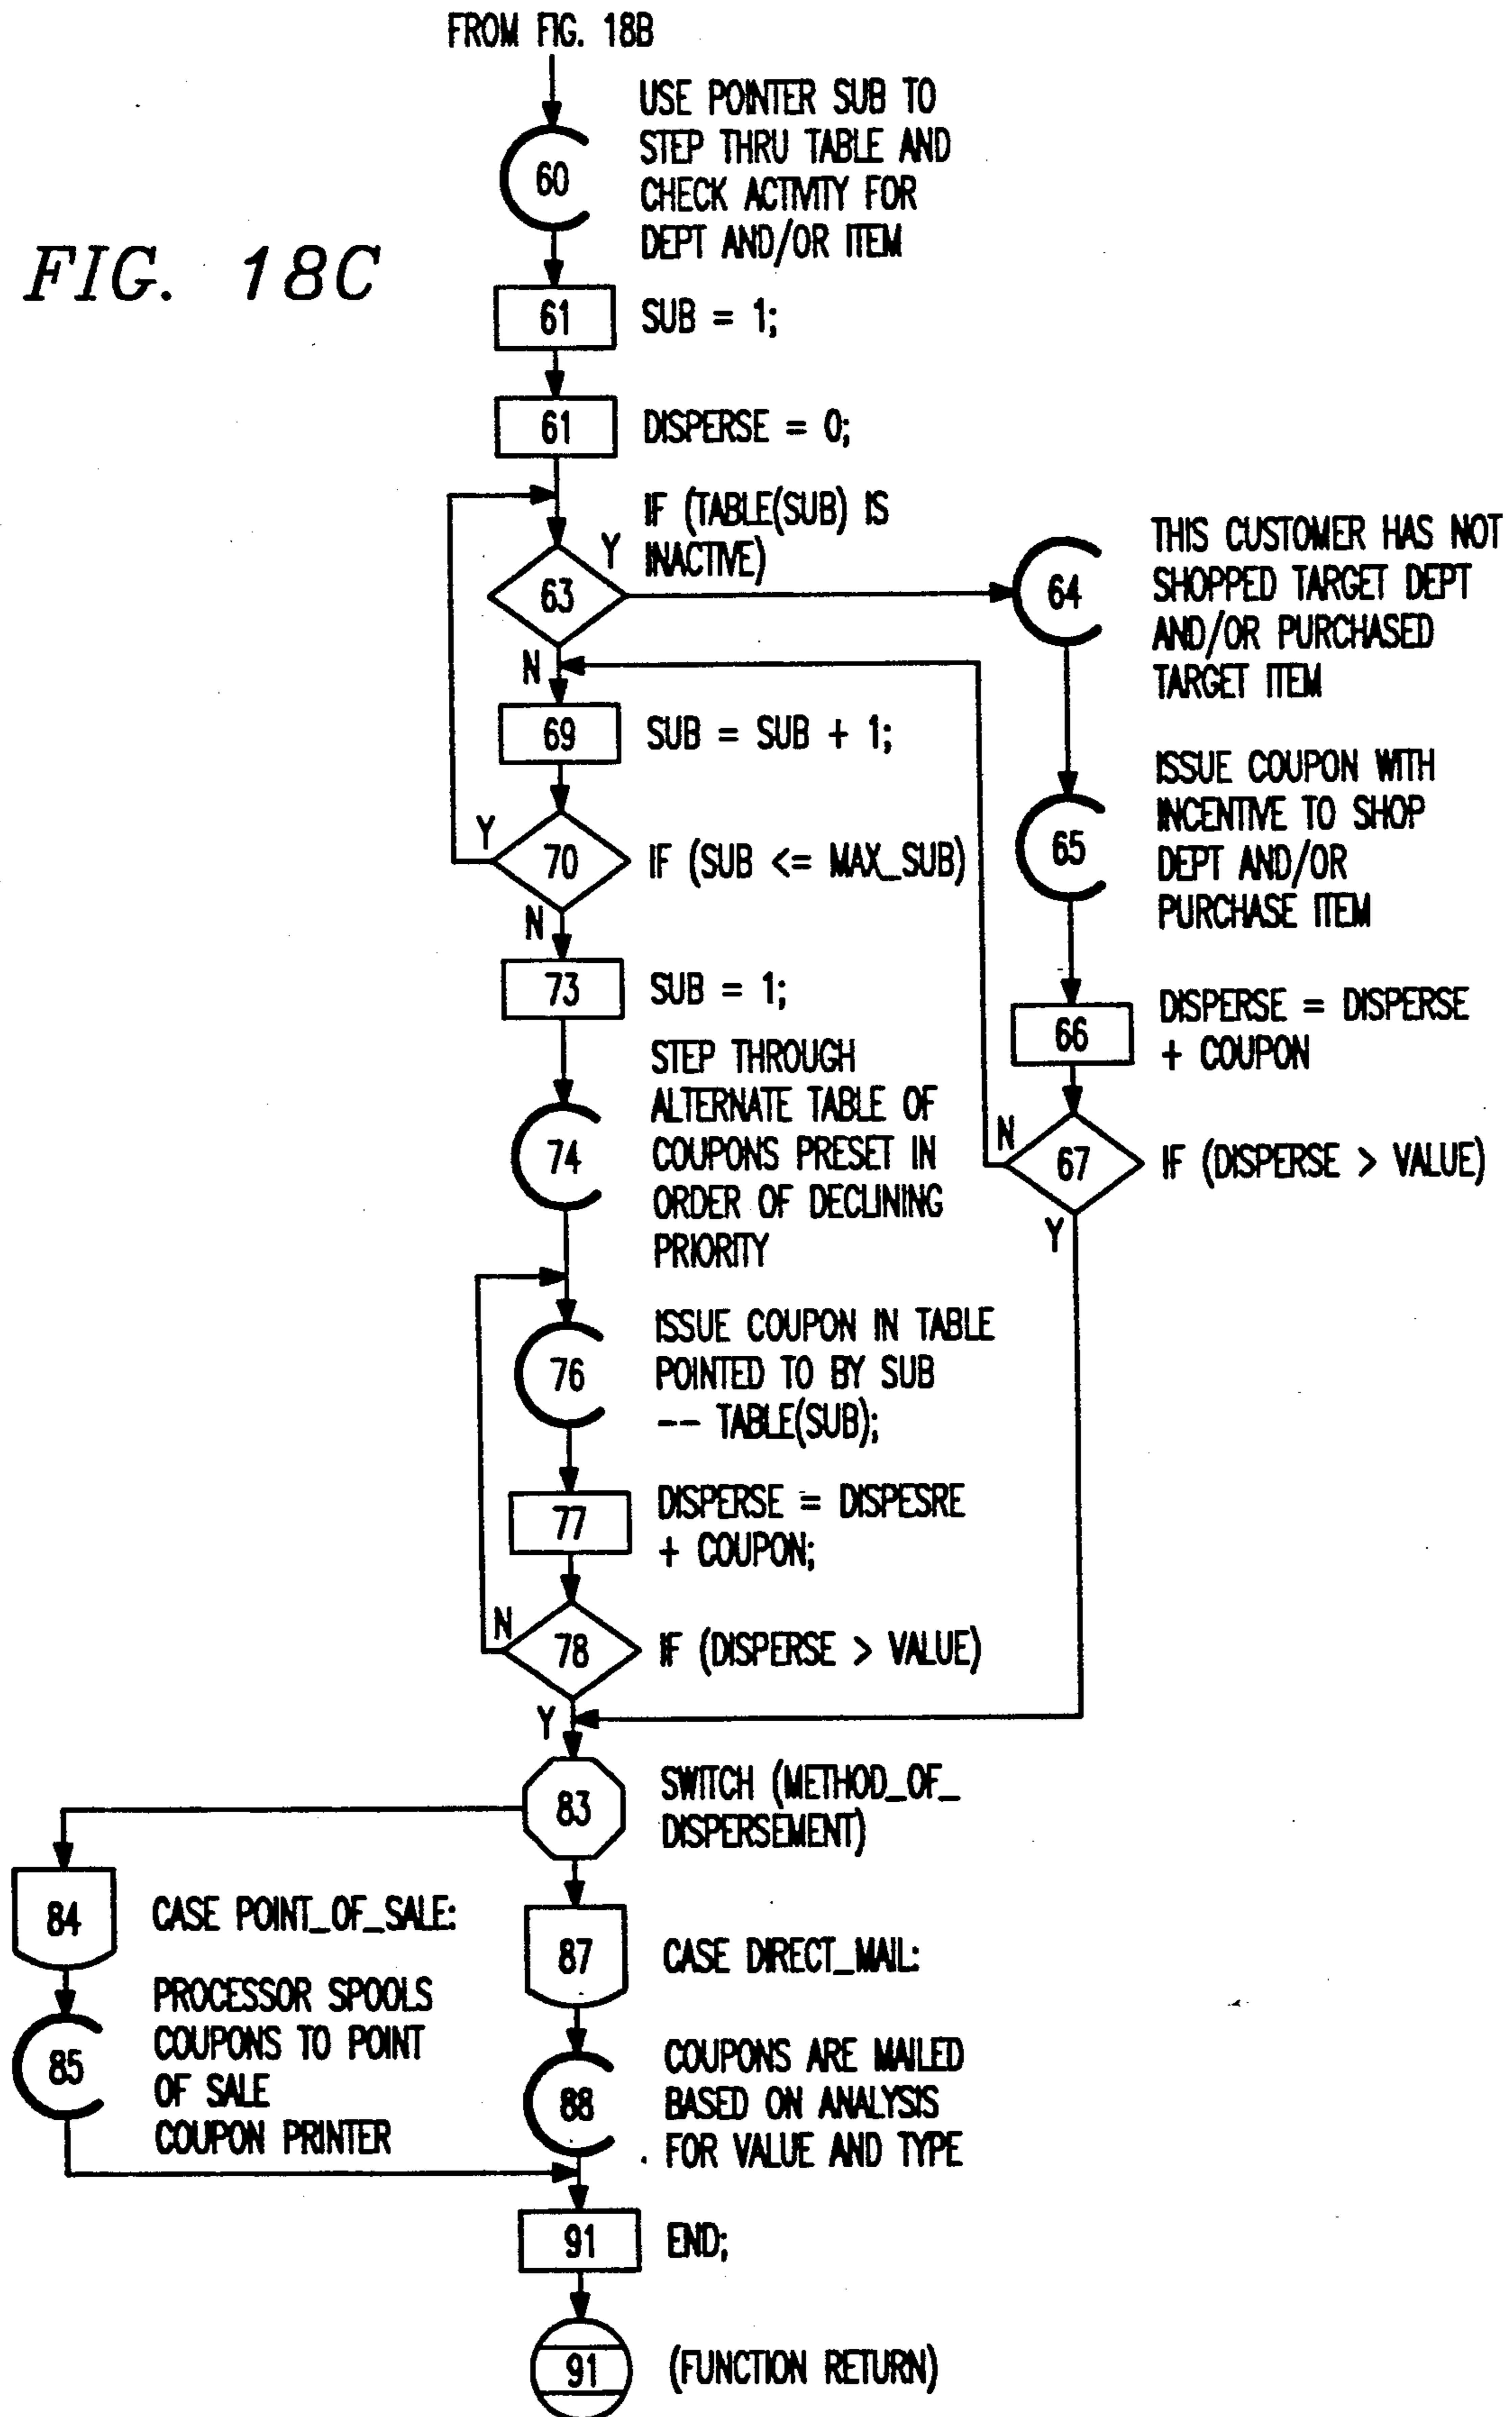 FROM FIG. 18B
USE POINTER SUB TO
STEP THRU TABLE AND
CHECK ACTIVITY FOR
DEPT AND/OR ITEM
60
FIG. 18C
61
SUB = 1;
61
DISPERSE = 0;
IF (TABLE(SUB) IS
INACTIVE)
Y
63
N
64
THIS CUSTOMER HAS NOT
SHOPPED TARGET DEPT
AND/OR PURCHASED
TARGET ITEM
69
SUB = SUB + 1;
Y
70
IF (SUB <= MAX_SUB)
N
65
ISSUE COUPON WITH
INCENTIVE TO SHOP
DEPT AND/OR
PURCHASE ITEM
73
SUB = 1;
66
DISPERSE = DISPERSE
+ COUPON
74
STEP THROUGH
ALTERNATE TABLE OF
COUPONS PRESET IN
ORDER OF DECLINING
PRIORITY
N
67
IF (DISPERSE > VALUE)
Y
76
ISSUE COUPON IN TABLE
POINTED TO BY SUB
-- TABLE(SUB);
77
DISPERSE = DISPESRE
+ COUPON;
N
78
IF (DISPERSE > VALUE)
Y
83
SWITCH (METHOD_OF_
DISPERSEMENT)
84
CASE POINT_OF_SALE:
87
CASE DIRECT_MAIL:
85
PROCESSOR SPOOLS
COUPONS TO POINT
OF SALE
COUPON PRINTER
88
COUPONS ARE MAILED
BASED ON ANALYSIS
FOR VALUE AND TYPE
91
END;
91
(FUNCTION RETURN)